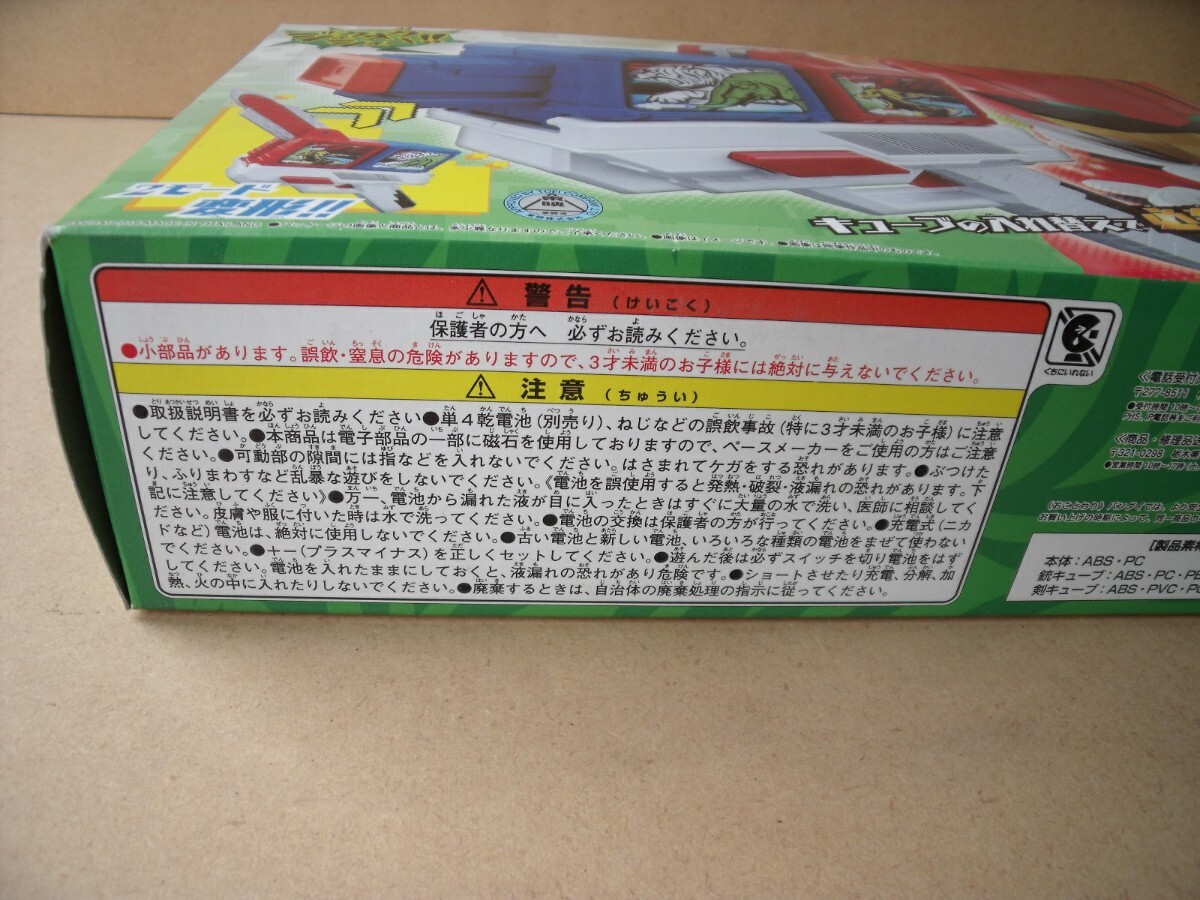 キューブの入れ替えで
警告（けいこく）
保護者の方へ 必ずお読みください。
●小部品があります。誤飲・窒息の危険がありますので、3才未満のお子様には絶対に与えないでください。
注意（ちゅうい）
●取扱説明書を必ずお読みください●単4乾電池（別売り）、ねじなどの誤飲事故（特に3才未満のお子様）に注意
してください。●本商品は電子部品の一部に磁石を使用しておりますので、ペースメーカーをご使用の方はご注意
ください。●可動部の隙間には指などを入れないでください。はさまれてケガをする恐れがあります。●ぶつけた
り、ふりまわすなど乱暴な遊びをしないでください。《電池を誤使用すると発熱・破裂・液漏れの恐れがあります。下
記に注意してください》●万一、電池から漏れた液が目に入ったときはすぐに大量の水で洗い、医師に相談してく
ださい。皮膚や服に付いた時は水で洗ってください。●電池の交換は保護者の方が行ってください。●充電式（ニカ
ドなど）電池は、絶対に使用しないでください。●古い電池と新しい電池、いろいろな種類の電池をまぜて使わない
でください。●＋－（プラスマイナス）を正しくセットしてください。●遊んだ後は必ずスイッチを切り電池をはず
してください。電池を入れたままにしておくと、液漏れの恐れがあり危険です。●ショートさせたり充電、分解、加
熱、火の中に入れたりしないでください。●廃棄するときは、自治体の廃棄処理の指示に従ってください。
くちにいれない
《電話受付
〒277-8511
《商品・修理品
【製品素材
本体：ABS・PC
銃キューブ：ABS・PC・PE
剣キューブ：ABS・PVC・